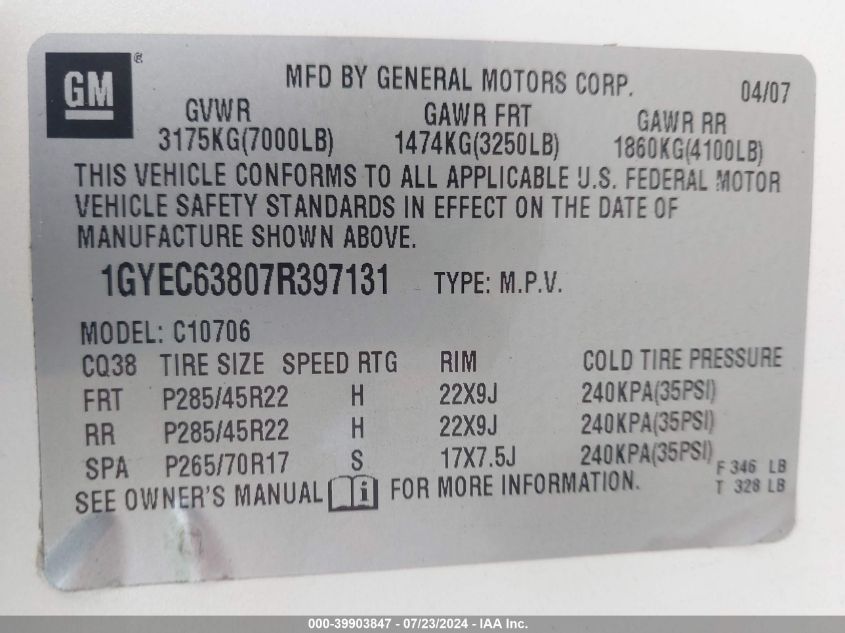 GM ®
MFD BY GENERAL MOTORS CORP. 04/07
GVWR GAWR FRT GAWR RR
3175KG(7000LB) 1474KG(3250LB) 1860KG(4100LB)
THIS VEHICLE CONFORMS TO ALL APPLICABLE U.S. FEDERAL MOTOR
VEHICLE SAFETY STANDARDS IN EFFECT ON THE DATE OF
MANUFACTURE SHOWN ABOVE.
1GYEC63807R397131 TYPE: M.P.V.
MODEL: C10706
CQ38 TIRE SIZE SPEED RTG RIM COLD TIRE PRESSURE
FRT P285/45R22 H 22X9J 240KPA(35PSI)
RR P285/45R22 H 22X9J 240KPA(35PSI)
SPA P265/70R17 S 17X7.5J 240KPA(35PSI)
F 346 LB
SEE OWNER'S MANUAL i FOR MORE INFORMATION.
T 328 LB
000-39903847 - 07/23/2024 - IAA Inc.